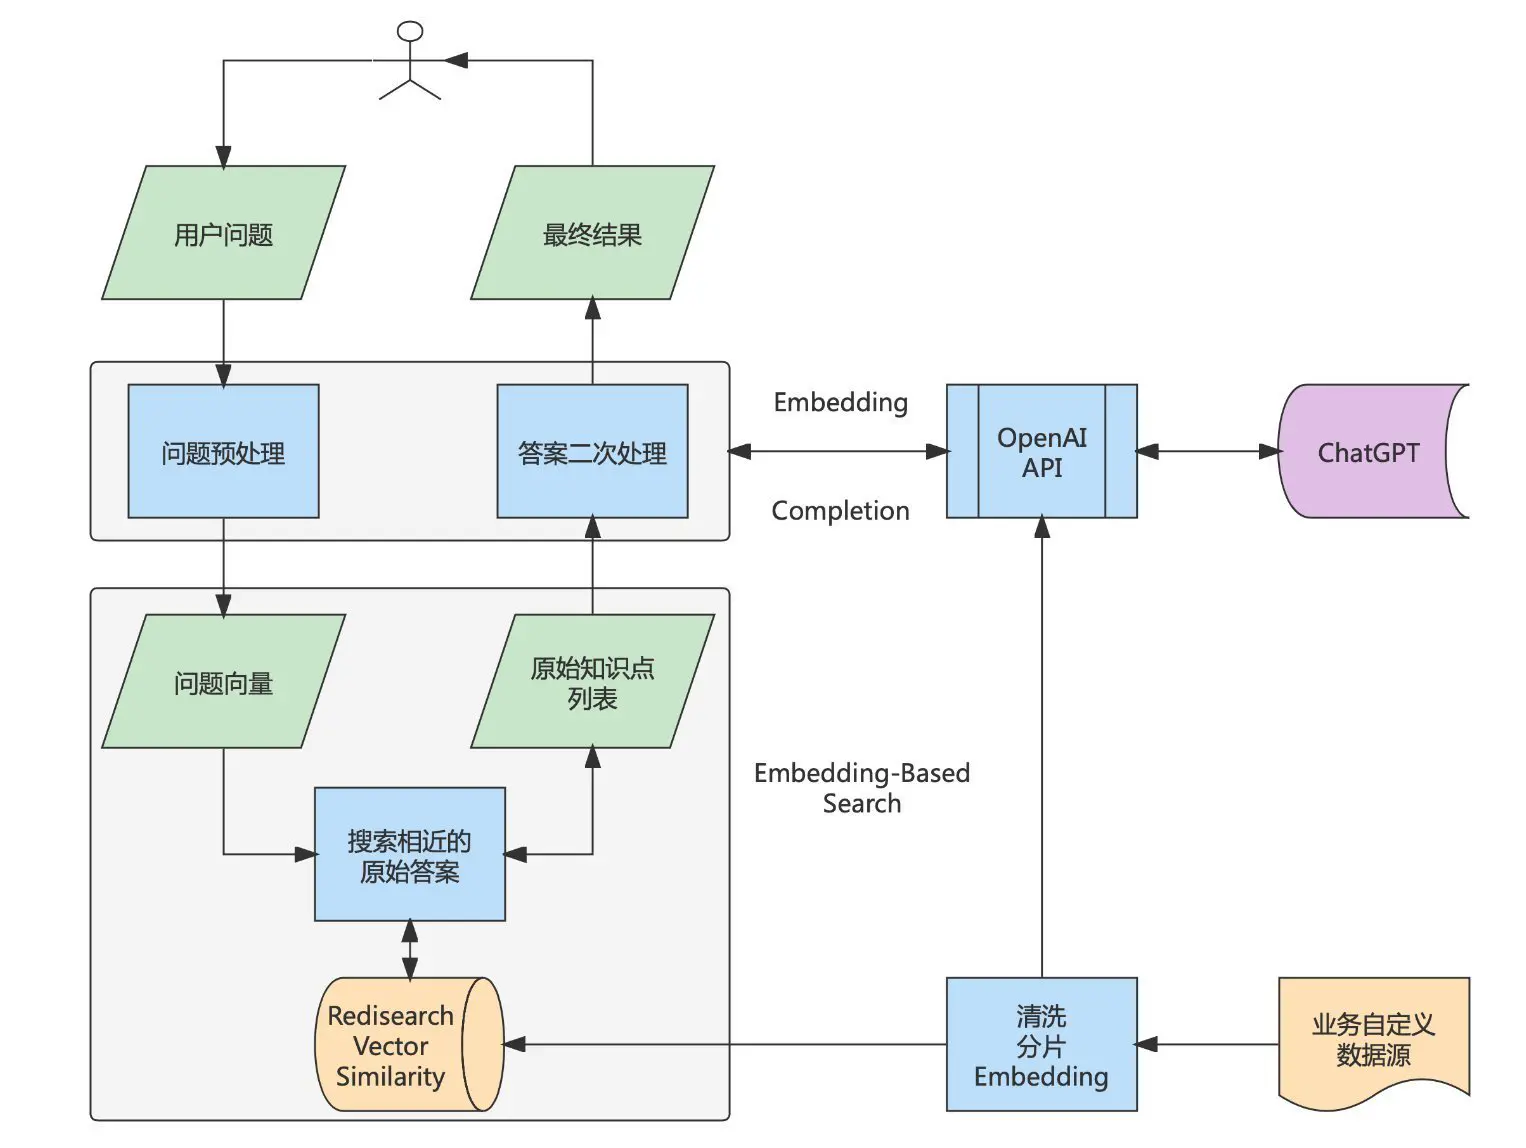 用户问题
最终结果
问题预处理
答案二次处理
Embedding
Completion
OpenAI
API
ChatGPT
问题向量
原始知识点
列表
搜索相近的
原始答案
Embedding-Based
Search
Redisearch
Vector
Similarity
清洗
分片
Embedding
业务自定义
数据源